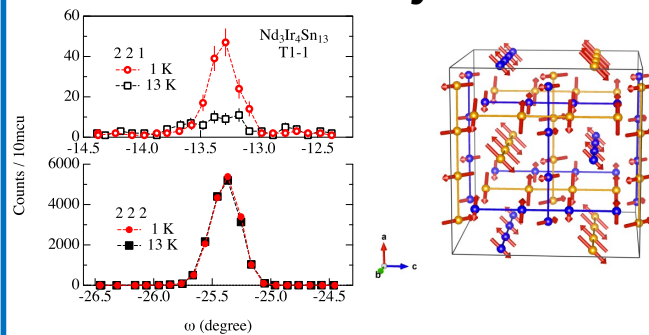 60
40
20
0
Nd₃Ir₄Sn₁₃
T1-1
2 2 1
1 K
13 K
-14.5
-14.0
-13.5
-13.0
-12.5
Counts / 10mcu
6000
4000
2000
0
2 2 2
1 K
13 K
-26.5
-26.0
-25.5
-25.0
-24.5
ω (degree)
a
b
c